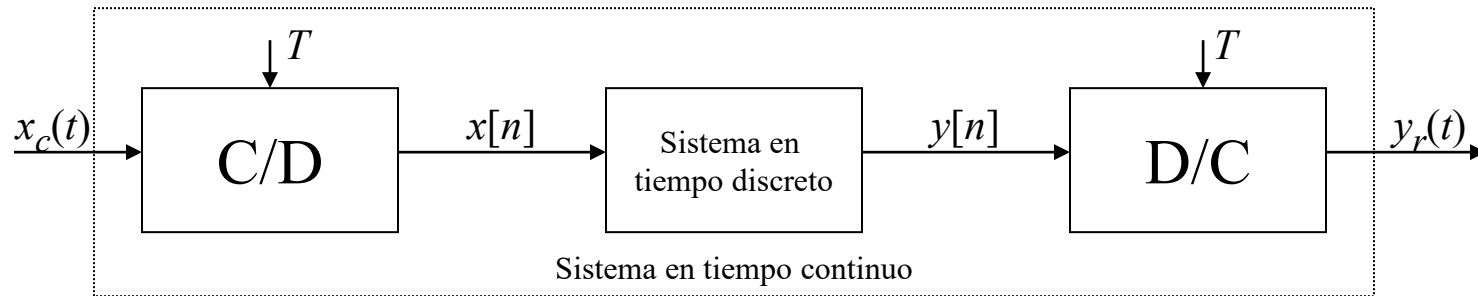 T
T
x_c(t)
C/D
x[n]
Sistema en
tiempo discreto
y[n]
D/C
y_r(t)
Sistema en tiempo continuo